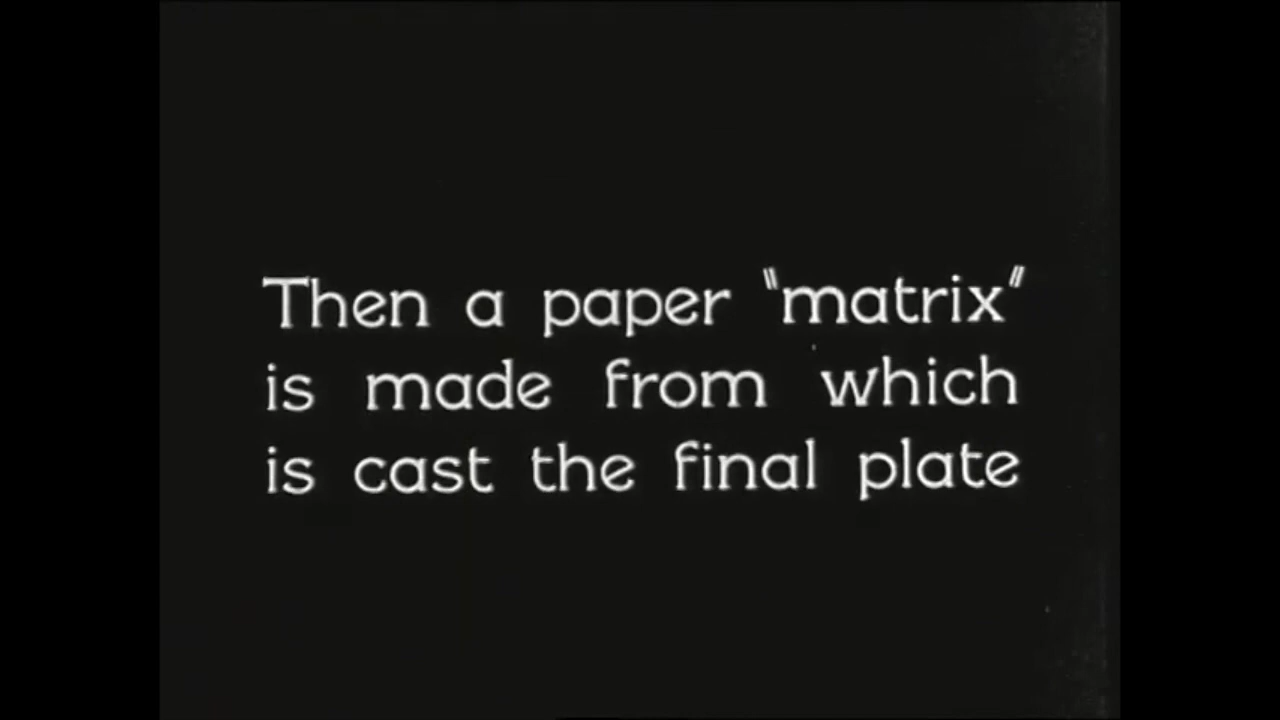 Then a paper "matrix"
is made from which
is cast the final plate